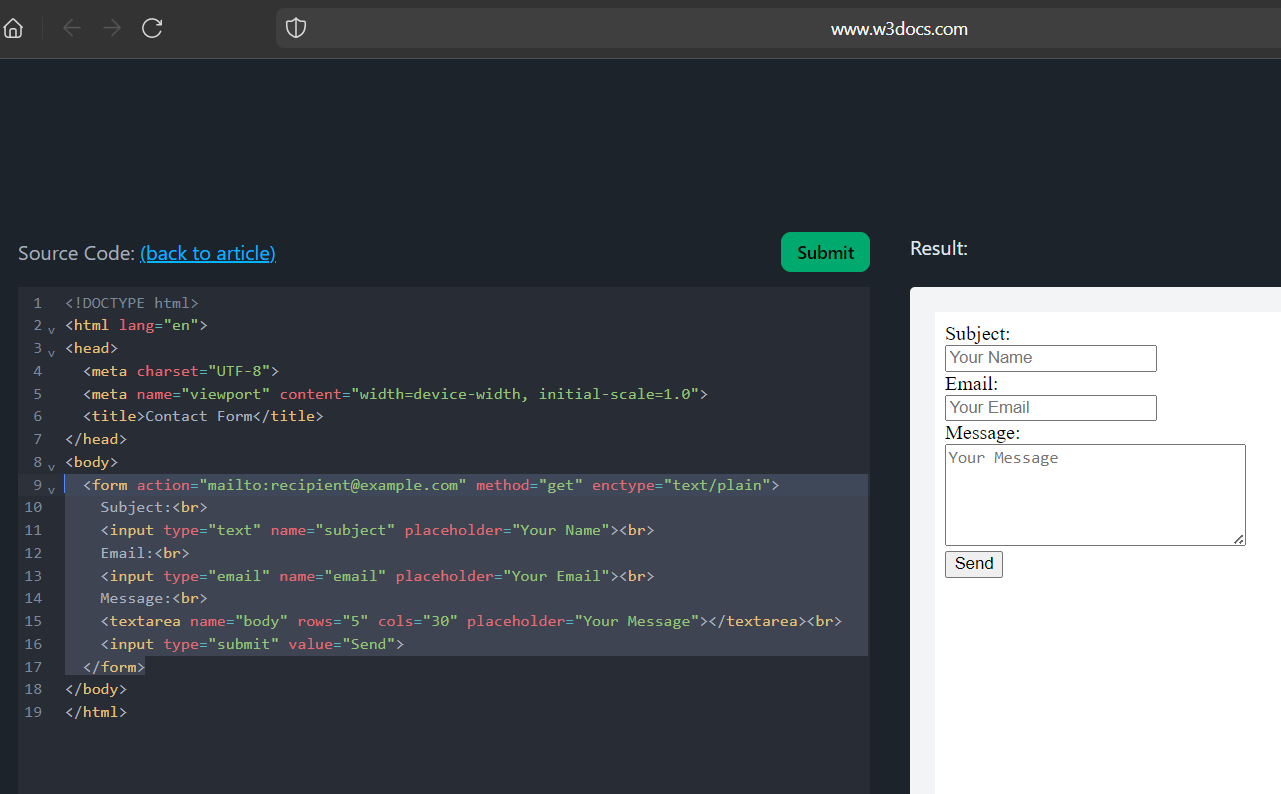 www.w3docs.com
Source Code: (back to article)
Submit
Result:
1 <!DOCTYPE html>
2 <html lang="en">
3 <head>
4 <meta charset="UTF-8">
5 <meta name="viewport" content="width=device-width, initial-scale=1.0">
6 <title>Contact Form</title>
7 </head>
8 <body>
9 <form action="mailto:recipient@example.com" method="get" enctype="text/plain">
10 Subject:<br>
11 <input type="text" name="subject" placeholder="Your Name"><br>
12 Email:<br>
13 <input type="email" name="email" placeholder="Your Email"><br>
14 Message:<br>
15 <textarea name="body" rows="5" cols="30" placeholder="Your Message"></textarea><br>
16 <input type="submit" value="Send">
17 </form>
18 </body>
19 </html>
Subject:
Your Name
Email:
Your Email
Message:
Your Message
Send